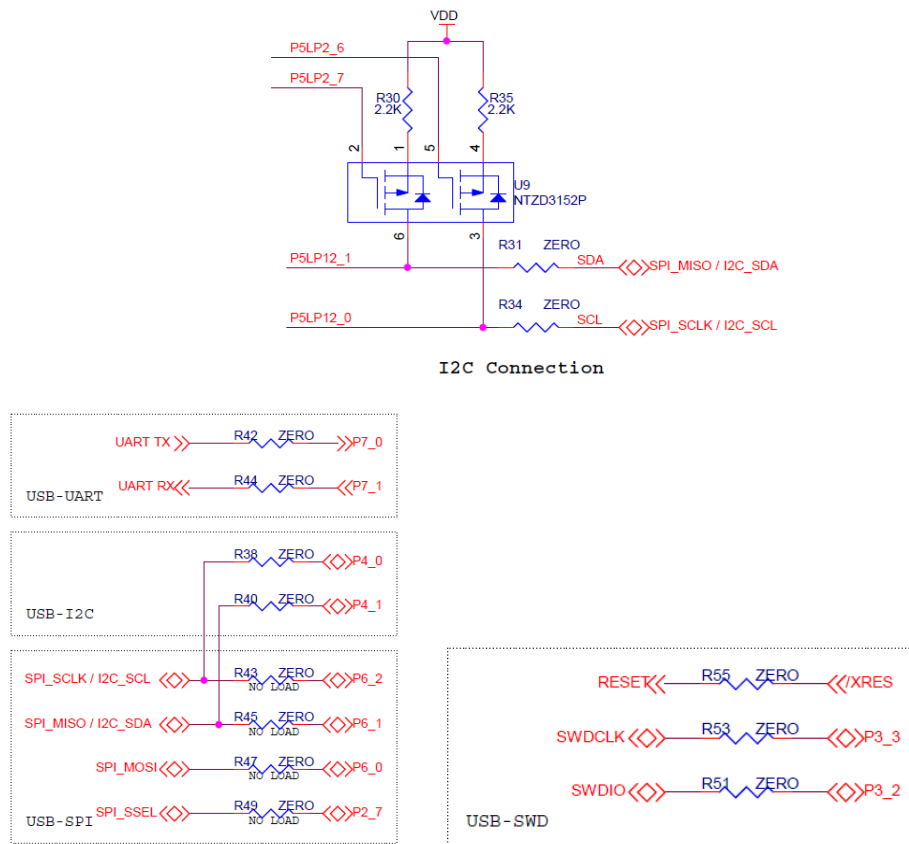 VDD
P5LP2_6
P5LP2_7
R30 R35
2.2K 2.2K
2 1 5 4
U9
NTZD3152P
6 3
R31 ZERO
P5LP12_1 SDA SPI_MISO / I2C_SDA
R34 ZERO
P5LP12_0 SCL SPI_SCLK / I2C_SCL
I2C Connection
UART TX R42 ZERO P7_0
UART RX R44 ZERO P7_1
USB-UART
R38 ZERO P4_0
R40 ZERO P4_1
USB-I2C
SPI_SCLK / I2C_SCL R43 ZERO P6_2
NO LOAD
SPI_MISO / I2C_SDA R45 ZERO P6_1
NO LOAD
SPI_MOSI R47 ZERO P6_0
NO LOAD
SPI_SSEL R49 ZERO P2_7
NO LOAD
USB-SPI
RESET R55 ZERO /XRES
SWDCLK R53 ZERO P3_3
SWDIO R51 ZERO P3_2
USB-SWD